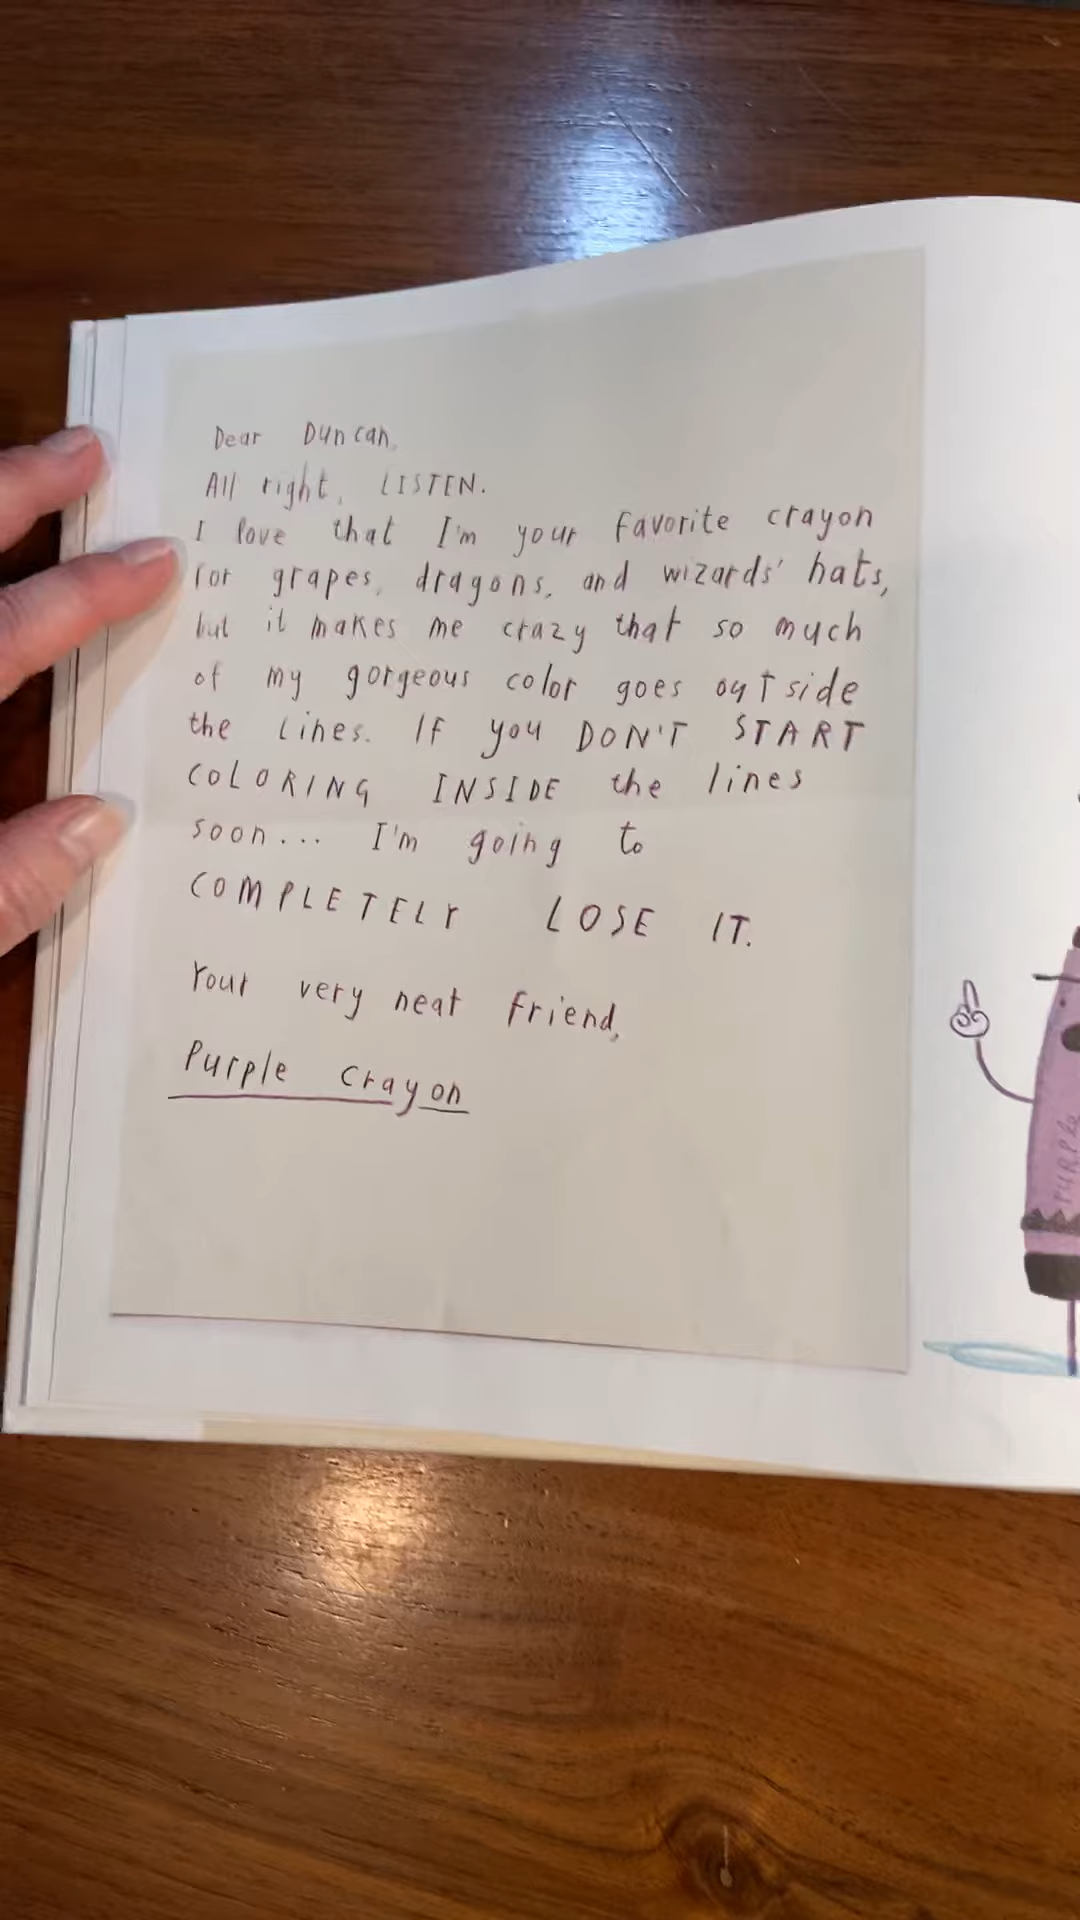 Dear Duncan,
All right, LISTEN.
I love that I'm your favorite crayon
for grapes, dragons, and wizards' hats,
but it makes me crazy that so much
of my gorgeous color goes outside
the lines. IF you DON'T START
COLORING INSIDE the lines
soon... I'm going to
COMPLETELY LOSE IT.
Your very neat friend,
Purple Crayon
PURPLE